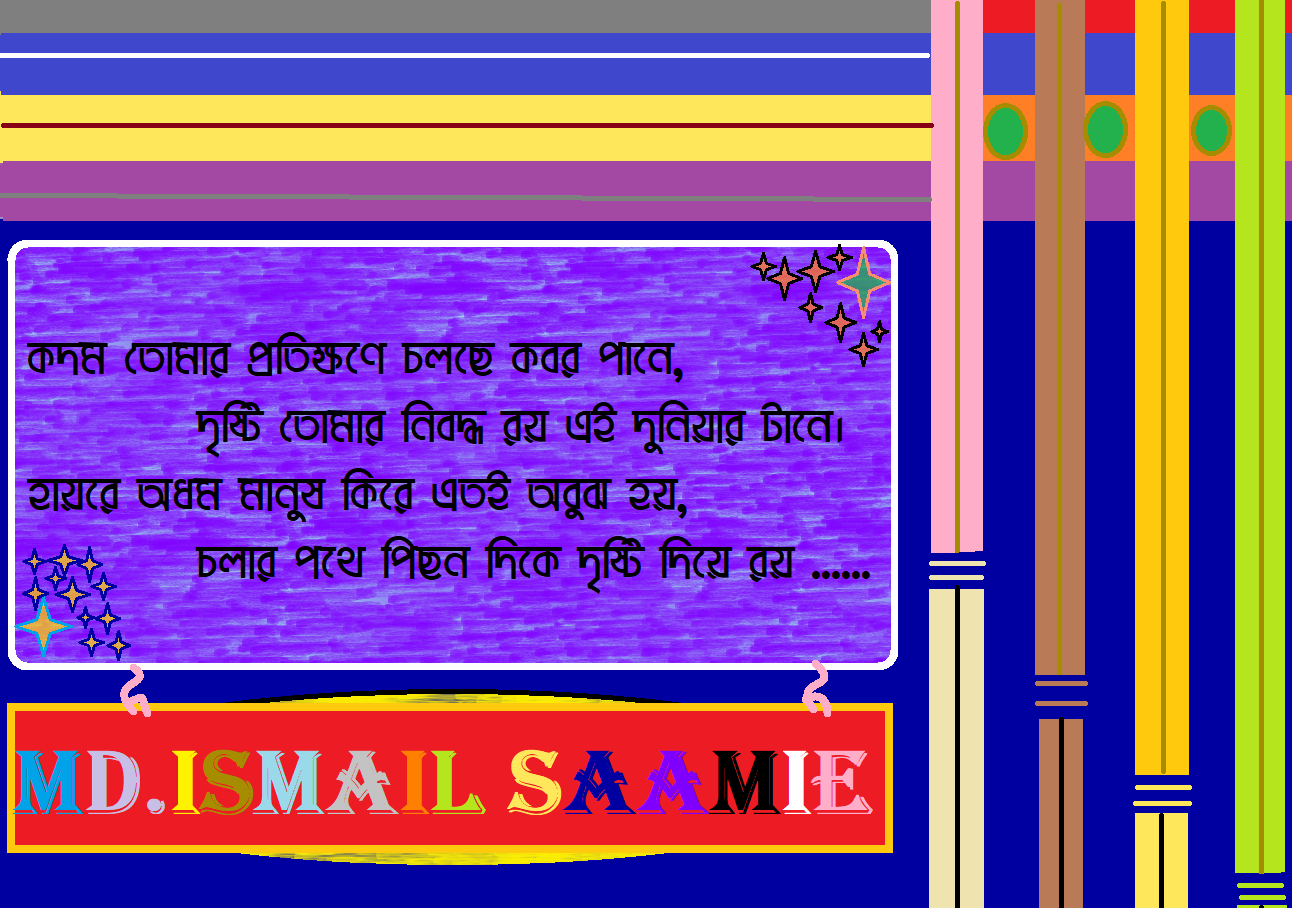 কদম তোমার প্রতিক্ষণে চলছে কবর পানে,
দৃষ্টি তোমার নিবদ্ধ রয় এই দুনিয়ার টানে।
হায়রে অধম মানুষ কিরে এতই অবুঝ হয়,
চলার পথে পিছন দিকে দৃষ্টি দিয়ে রয় ......
MD.ISMAIL SAAMIE